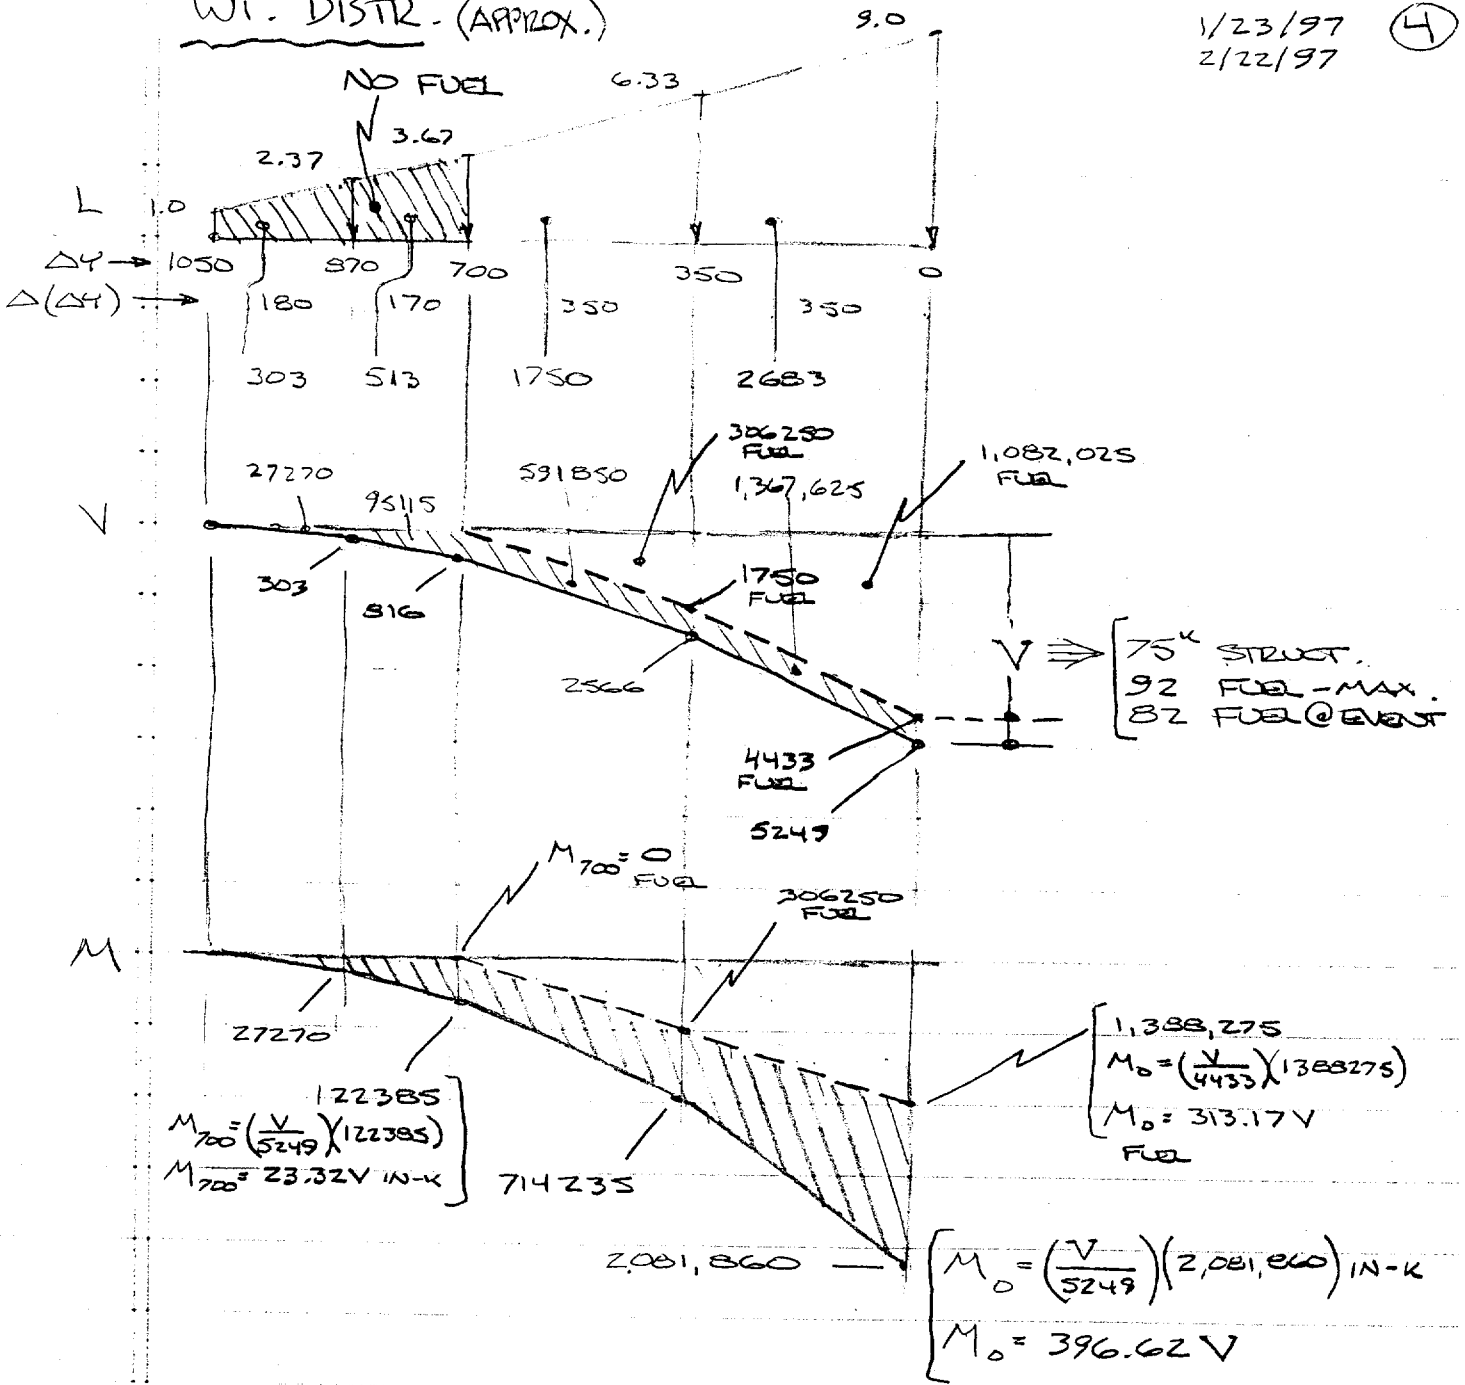 WT. DISTR. (APPROX.)
1/23/97
2/22/97
4
9.0
6.33
NO FUEL
3.67
2.37
L 1.0
ΔY → 1050 870 700 350 0
Δ(ΔY) → 180 170 350 350
303 513 1750 2683
306250
FUEL
1,082,025
FUEL
27270
95115
591850
1,367,625
V
303
816
1750
FUEL
2566
V ⇛ [75ᴷ STRUCT.
92 FUEL-MAX.
82 FUEL@EVENT
4433
FUEL
5249
M₇₀₀ = 0
FUEL
306250
FUEL
M
27270
122385
M₇₀₀ = (V/5249)(122385)
M₇₀₀ = 23.32V IN-K
714235
1,388,275
M₀ = (V/4433)(1388275)
M₀ = 313.17V
FUEL
2,081,860
M₀ = (V/5249)(2,081,860) IN-K
M₀ = 396.62V